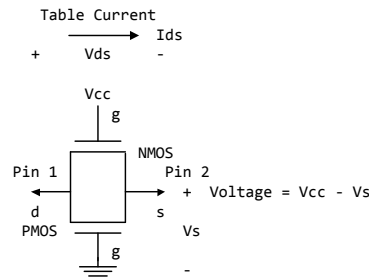 Table Current
Ids
+ Vds -
Vcc
g
NMOS
Pin 1 Pin 2
+ Voltage = Vcc - Vs
d s
PMOS Vs
g
-